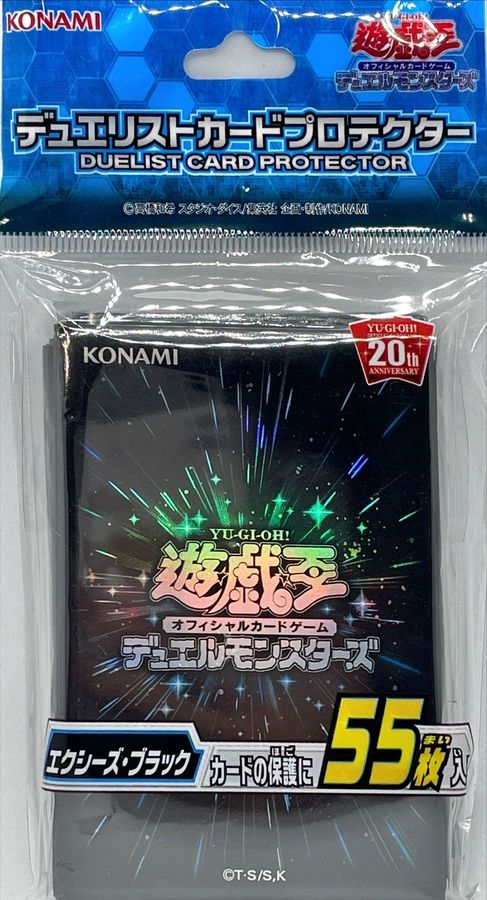 KONAMI
遊戯王
オフィシャルカードゲーム
デュエルモンスターズ
デュエリストカードプロテクター
DUELIST CARD PROTECTOR
©高橋和希 スタジオ・ダイス/集英社 企画・制作/KONAMI
KONAMI
YU-GI-OH!
20th
ANNIVERSARY
YU-GI-OH!
遊戯王
オフィシャルカードゲーム
デュエルモンスターズ
エクシーズ・ブラック
カードの保護に
ほご
55枚入
まい
©T・S/S,K